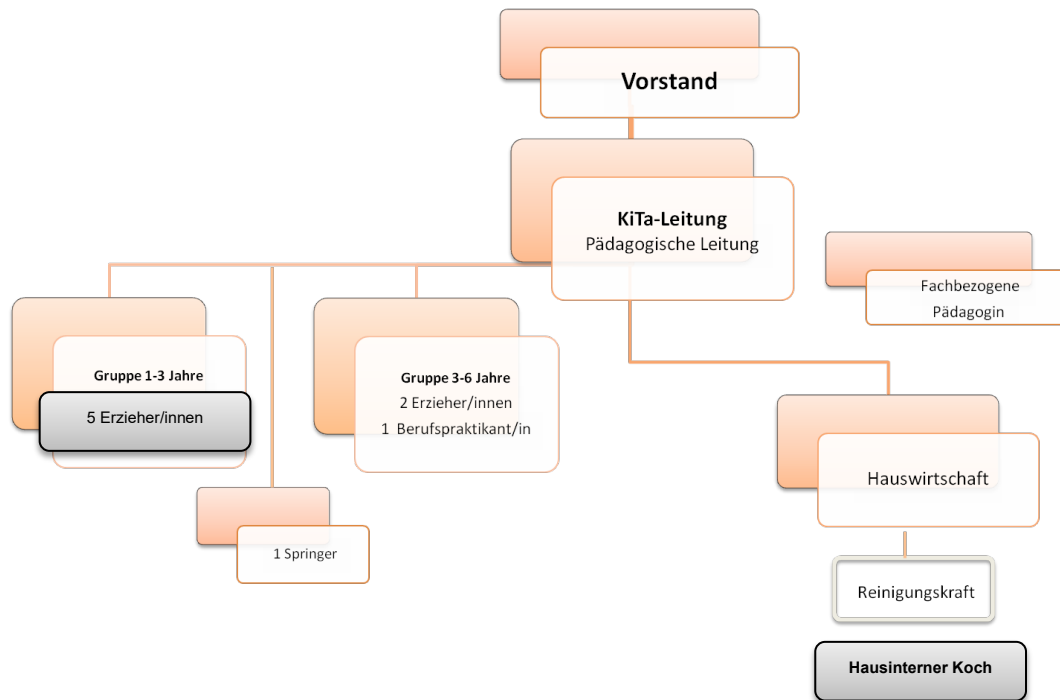 Vorstand
KiTa-Leitung
Pädagogische Leitung
Fachbezogene
Pädagogin
Gruppe 1-3 Jahre
5 Erzieher/innen
Gruppe 3-6 Jahre
2 Erzieher/innen
1 Berufspraktikant/in
Hauswirtschaft
1 Springer
Reinigungskraft
Hausinterner Koch